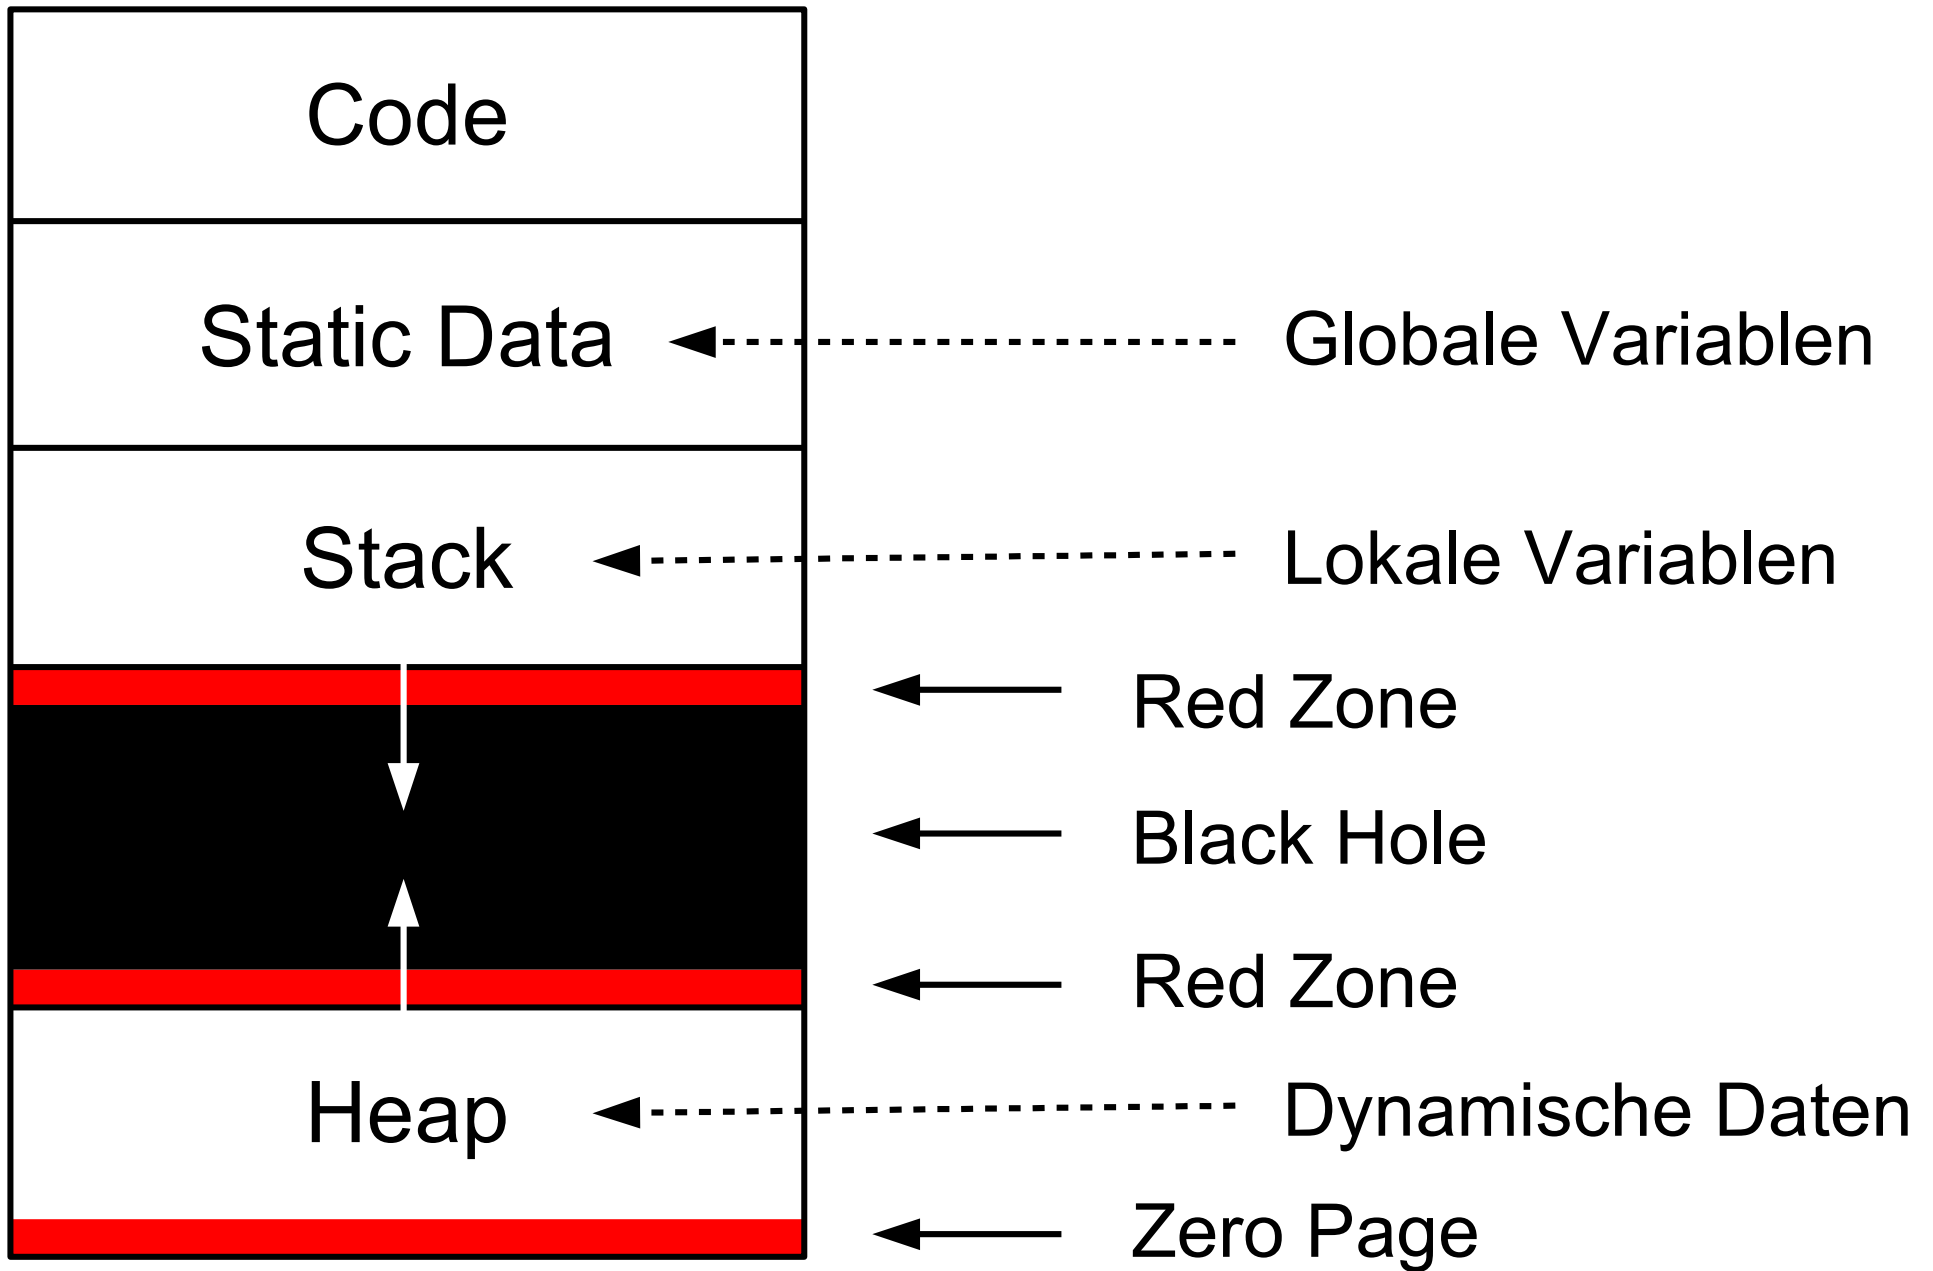 Code
Static Data
Globale Variablen
Stack
Lokale Variablen
Red Zone
Black Hole
Red Zone
Heap
Dynamische Daten
Zero Page